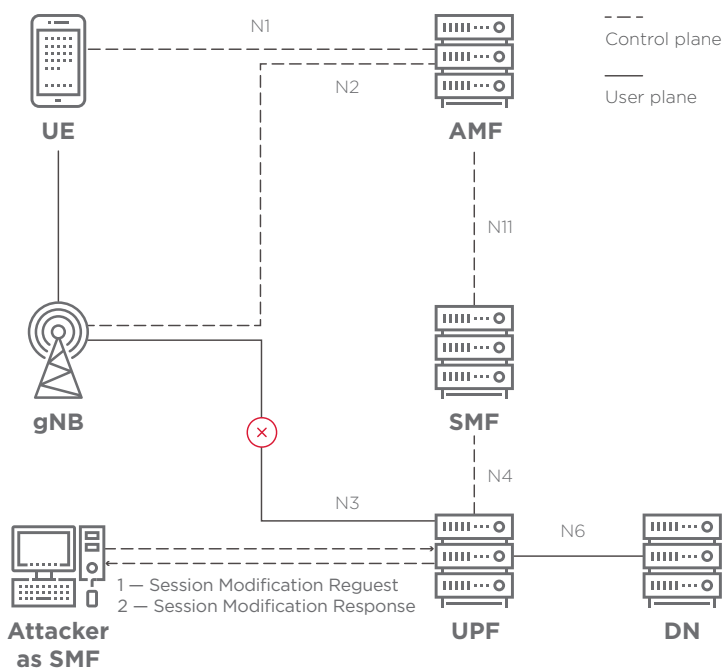 N1
Control plane
User plane
N2
UE
AMF
N11
gNB
SMF
N4
N3
N6
1 — Session Modification Reguest
2 — Session Modification Response
Attacker
as SMF
UPF
DN